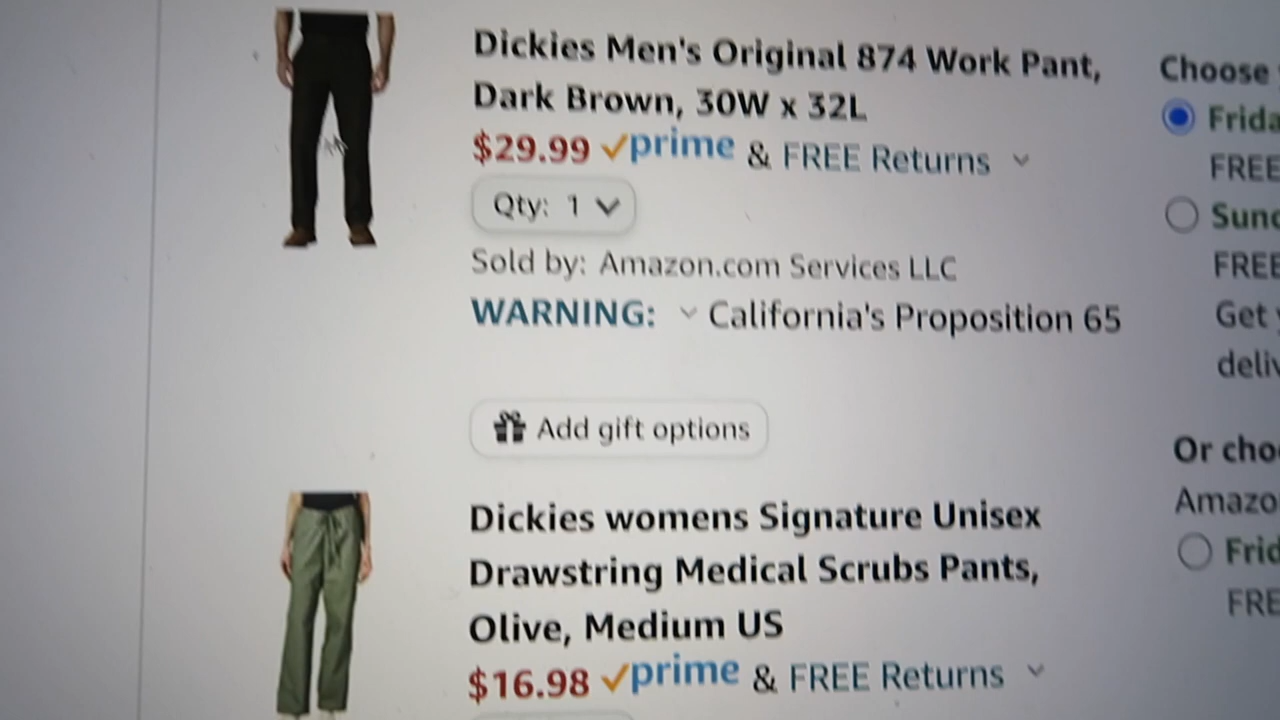 Dickies Men's Original 874 Work Pant,
Dark Brown, 30W x 32L
$29.99 prime & FREE Returns
Qty: 1
Sold by: Amazon.com Services LLC
WARNING: California's Proposition 65
Add gift options
Dickies womens Signature Unisex
Drawstring Medical Scrubs Pants,
Olive, Medium US
$16.98 prime & FREE Returns
Choose
FREE
FREE
Get
Or
FRE